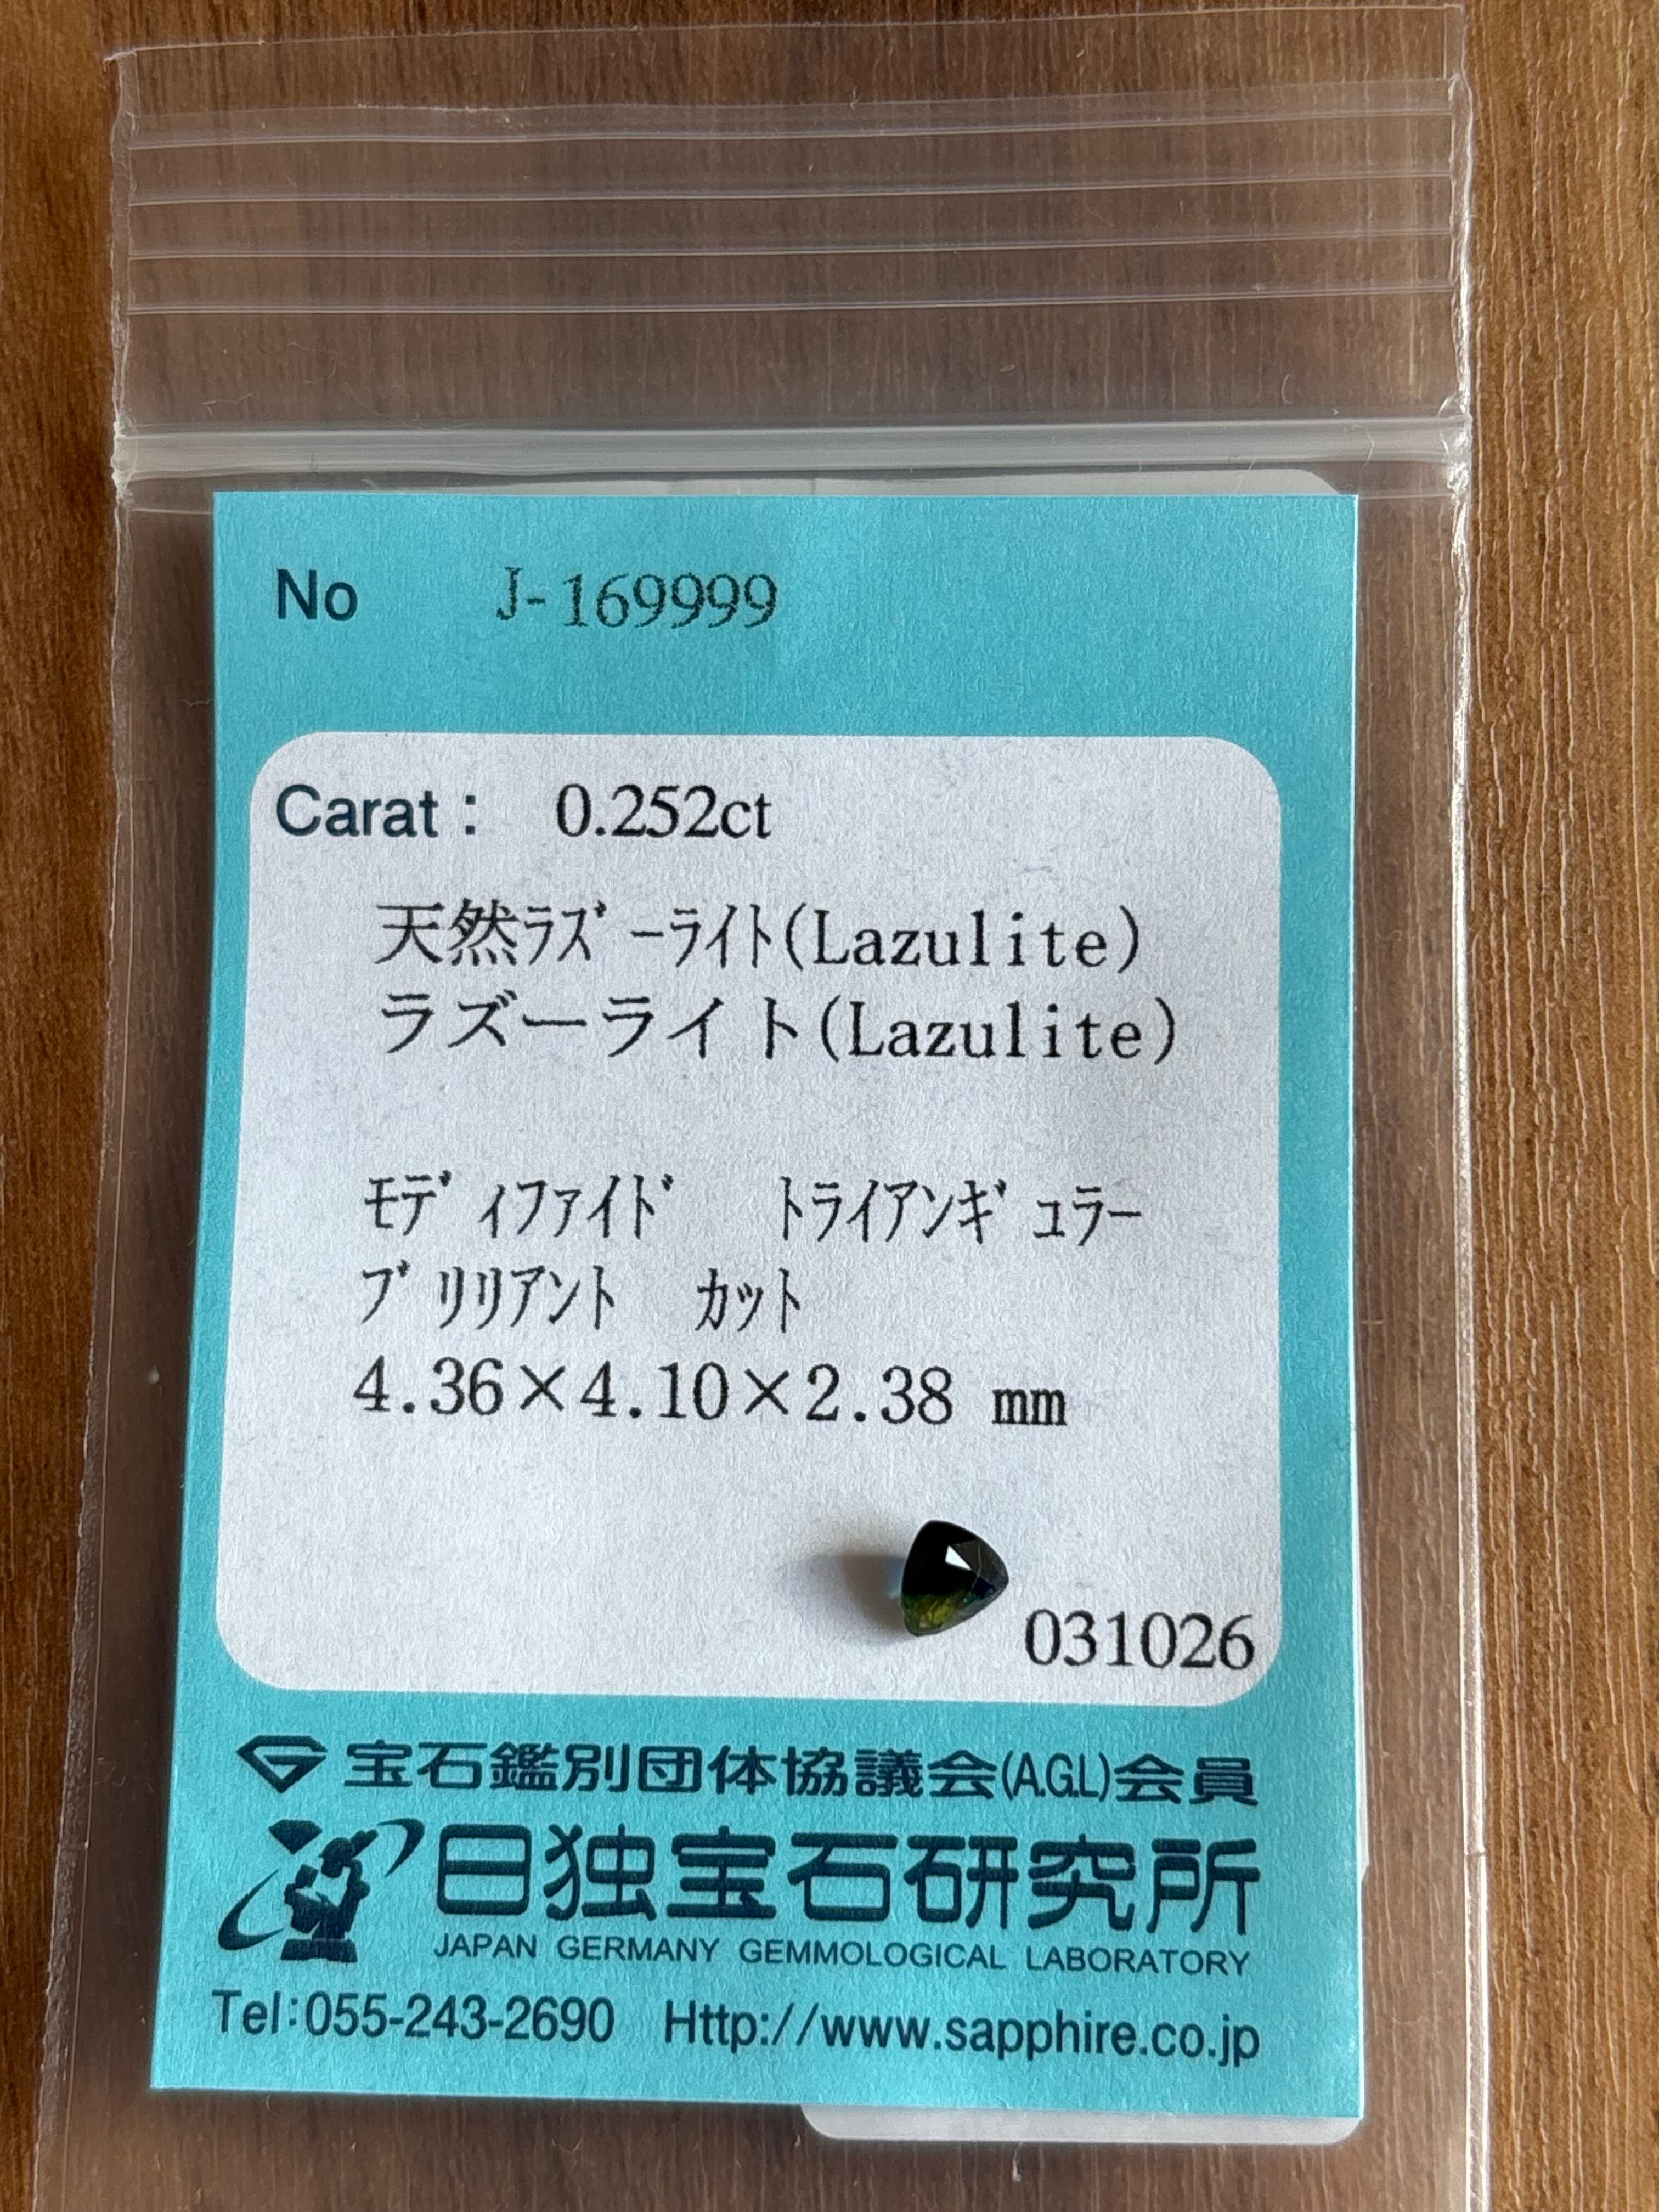 No J-169999
Carat： 0.252ct
天然ﾗｽﾞｰﾗｲﾄ(Lazulite)
ラズーライト(Lazulite)
ﾓﾃﾞｨﾌｧｲﾄﾞ ﾄﾗｲｱﾝｷﾞｭﾗｰ
ﾌﾞﾘﾘｱﾝﾄ ｶｯﾄ
4.36×4.10×2.38 mm
031026
宝石鑑別団体協議会(A.G.L)会員
日独宝石研究所
JAPAN GERMANY GEMMOLOGICAL LABORATORY
Tel:055-243-2690 Http://www.sapphire.co.jp